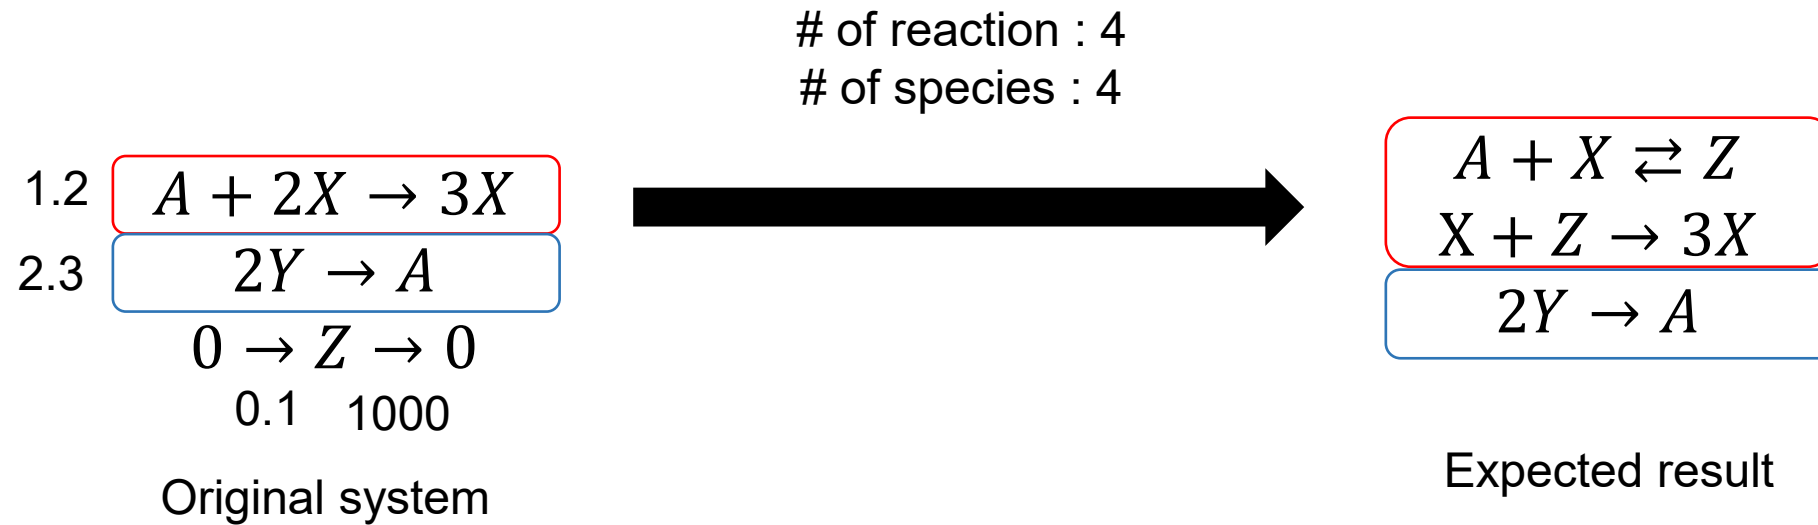 # of reaction : 4
# of species : 4
1.2
A + 2X → 3X
2.3
2Y → A
0 → Z → 0
0.1 1000
Original system
A + X ⇄ Z
X + Z → 3X
2Y → A
Expected result